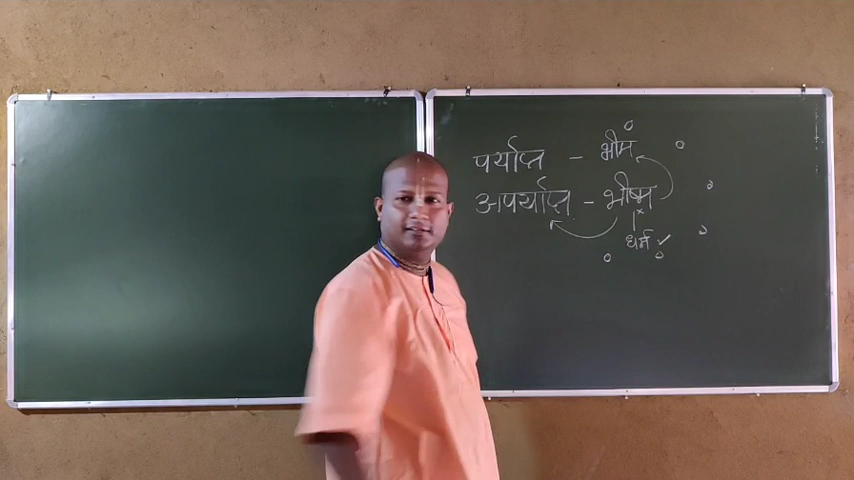 पर्याप्त - भीम
अपर्याप्त - भीष्म
धर्म ✓